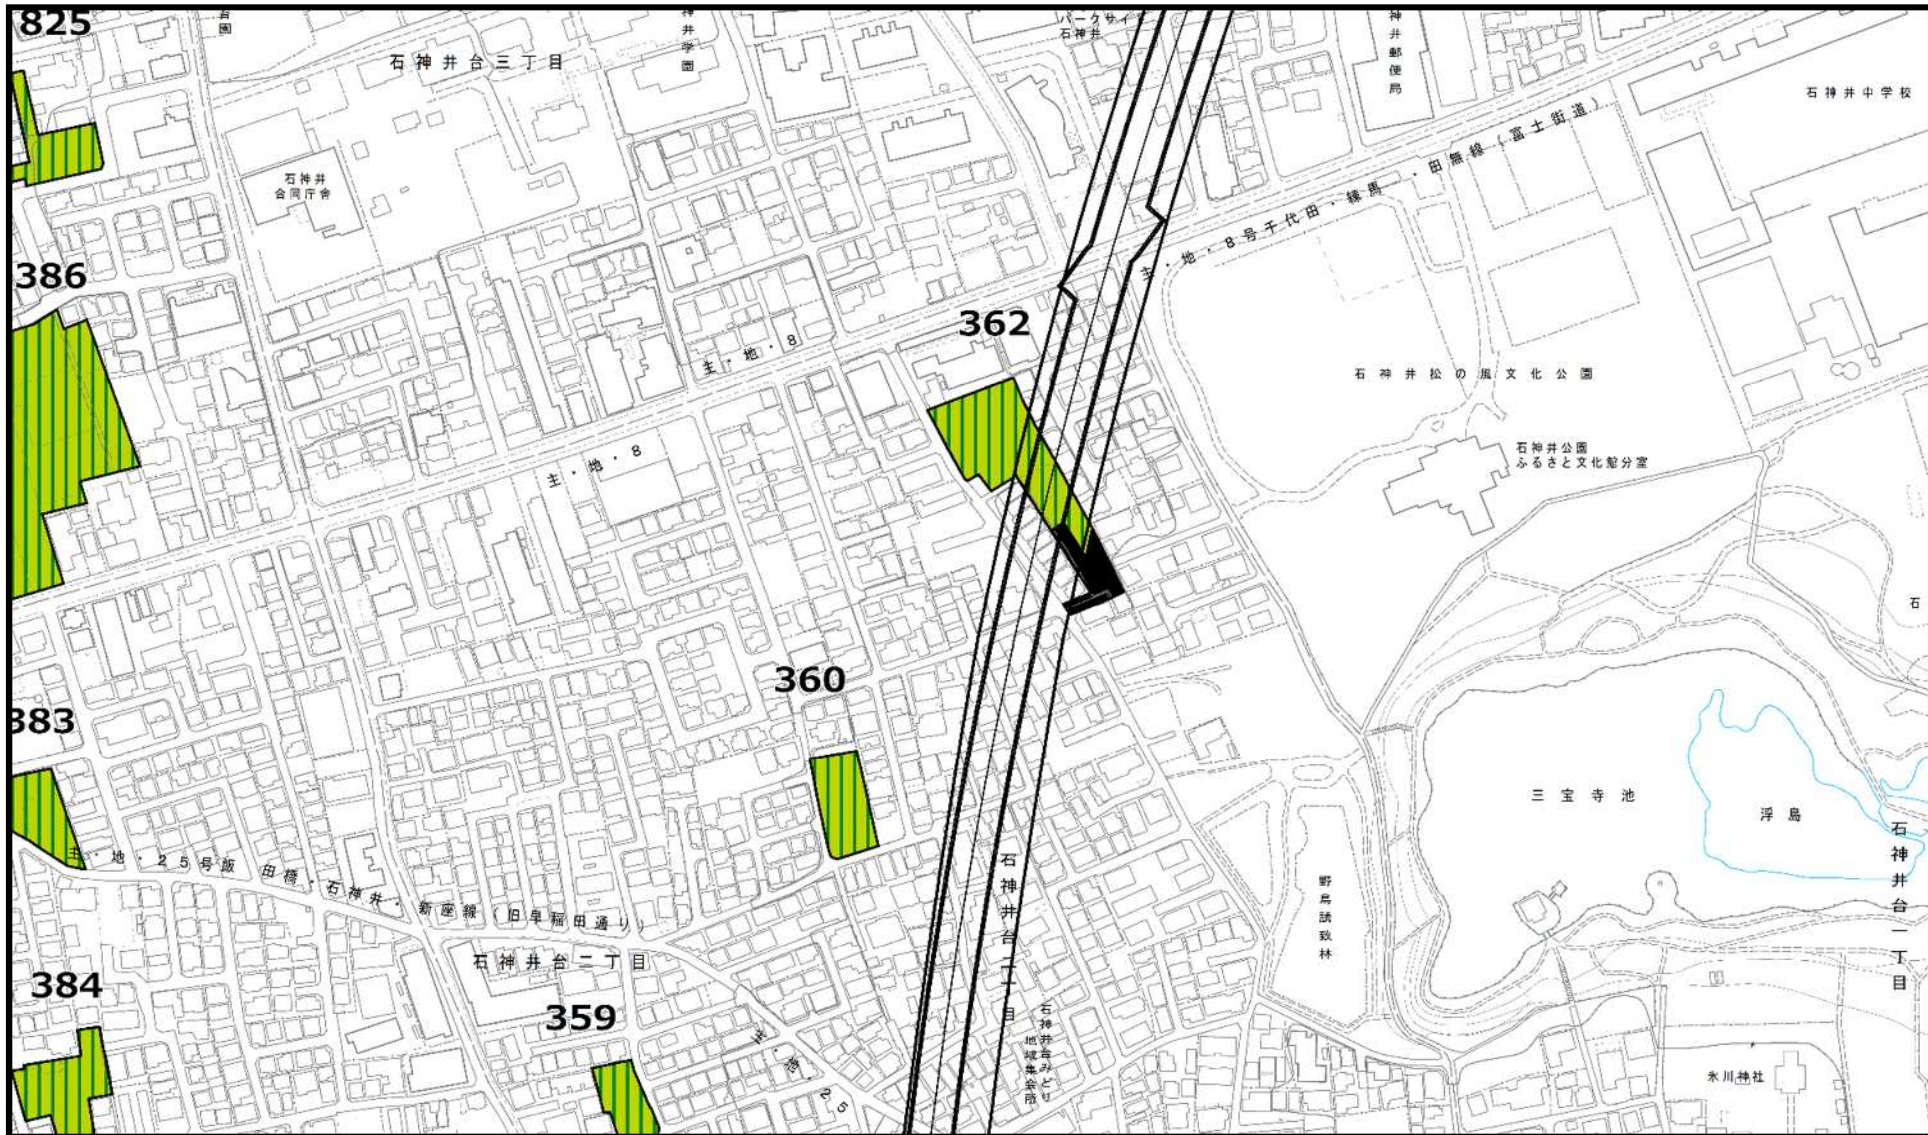 825
育園
石神井台三丁目
神井学園
パークサイド
石神井
神井郵便局
石神井中学校
石神井
合同庁舎
主・地・8号千代田・練馬・田無線(富士街道)
386
362
主・地・8
石神井松の風文化公園
主・地・8
石神井公園
ふるさと文化館分室
石
360
383
三宝寺池
浮島
主・地・25号飯田橋・石神井・新座線(旧早稲田通り)
石神井台二丁目
石神井台一丁目
野鳥誘致林
石神井台二丁目
384
359
主・地・25
石神井台みどり
地域集会所
氷川神社